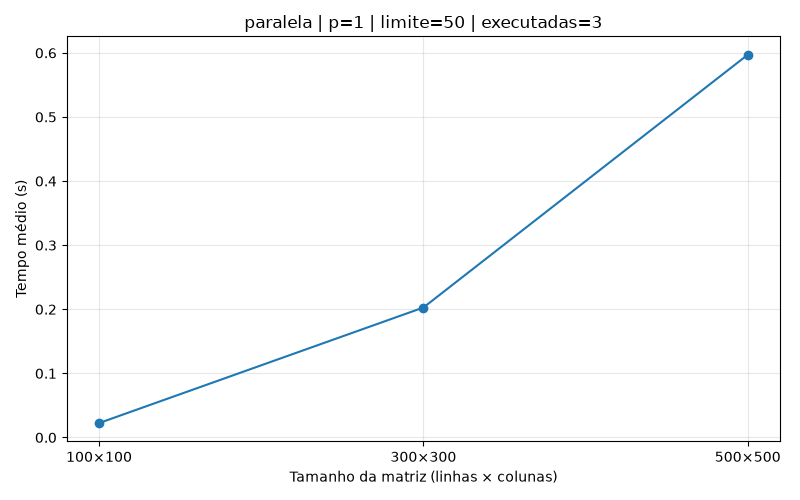 paralela | p=1 | limite=50 | executadas=3
Tempo médio (s)
0.6
0.5
0.4
0.3
0.2
0.1
0.0
100×100 300×300 500×500
Tamanho da matriz (linhas × colunas)